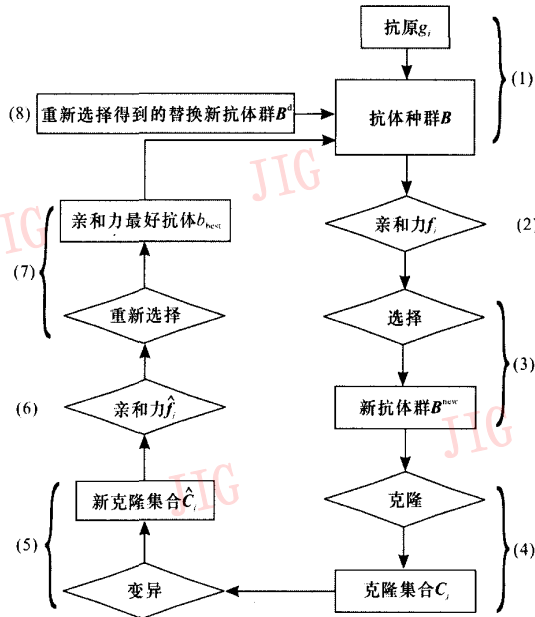 抗原g_i
(1)
(8) 重新选择得到的替换新抗体群B^d
抗体种群B
亲和力最好抗体b_best
亲和力f_i
(2)
(7)
重新选择
选择
(3)
(6)
亲和力f̂_i
新抗体群B^new
新克隆集合Ĉ_i
克隆
(5)
(4)
变异
克隆集合C_i
JIG
JIG
JIG
JIG